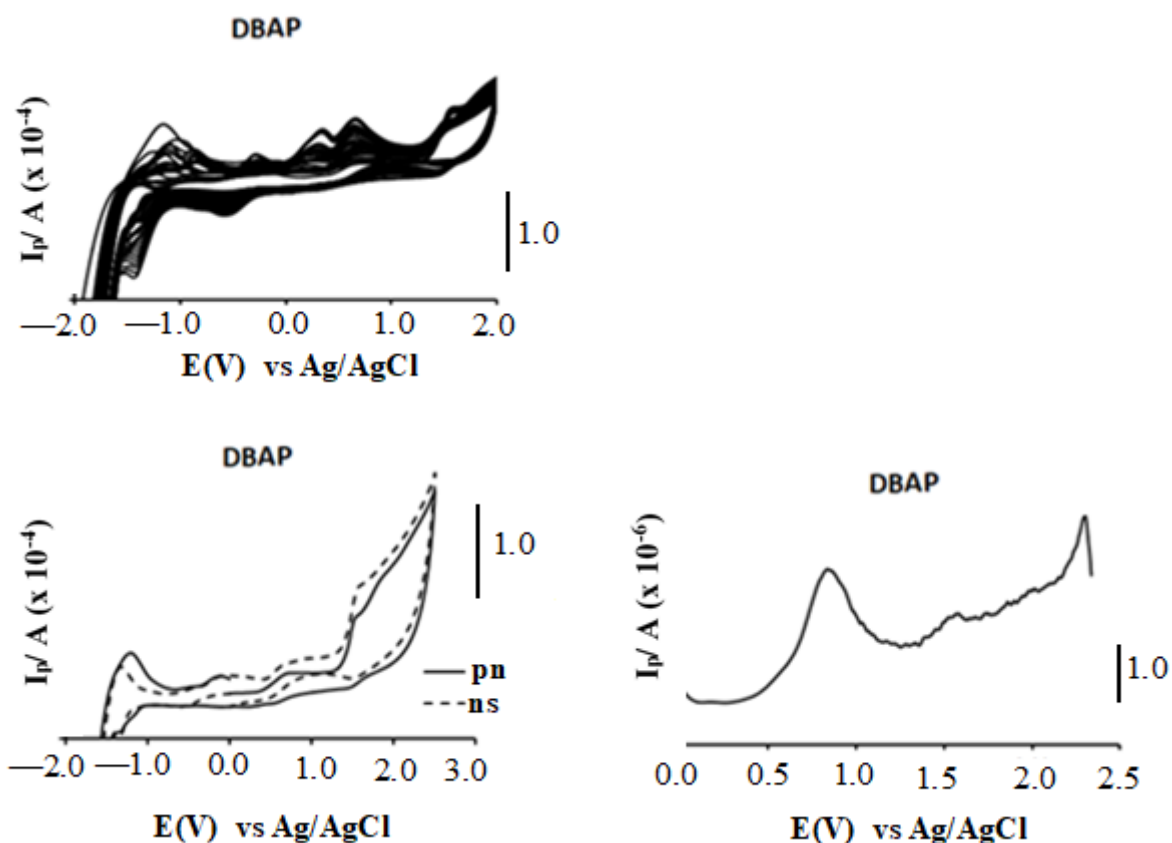 DBAP
Ip/ A (x 10⁻⁴)
1.0
—2.0 —1.0 0.0 1.0 2.0
E(V) vs Ag/AgCl
DBAP
Ip/ A (x 10⁻⁴)
1.0
pn
ns
—2.0 —1.0 0.0 1.0 2.0 3.0
E(V) vs Ag/AgCl
DBAP
Ip/ A (x 10⁻⁶)
1.0
0.0 0.5 1.0 1.5 2.0 2.5
E(V) vs Ag/AgCl